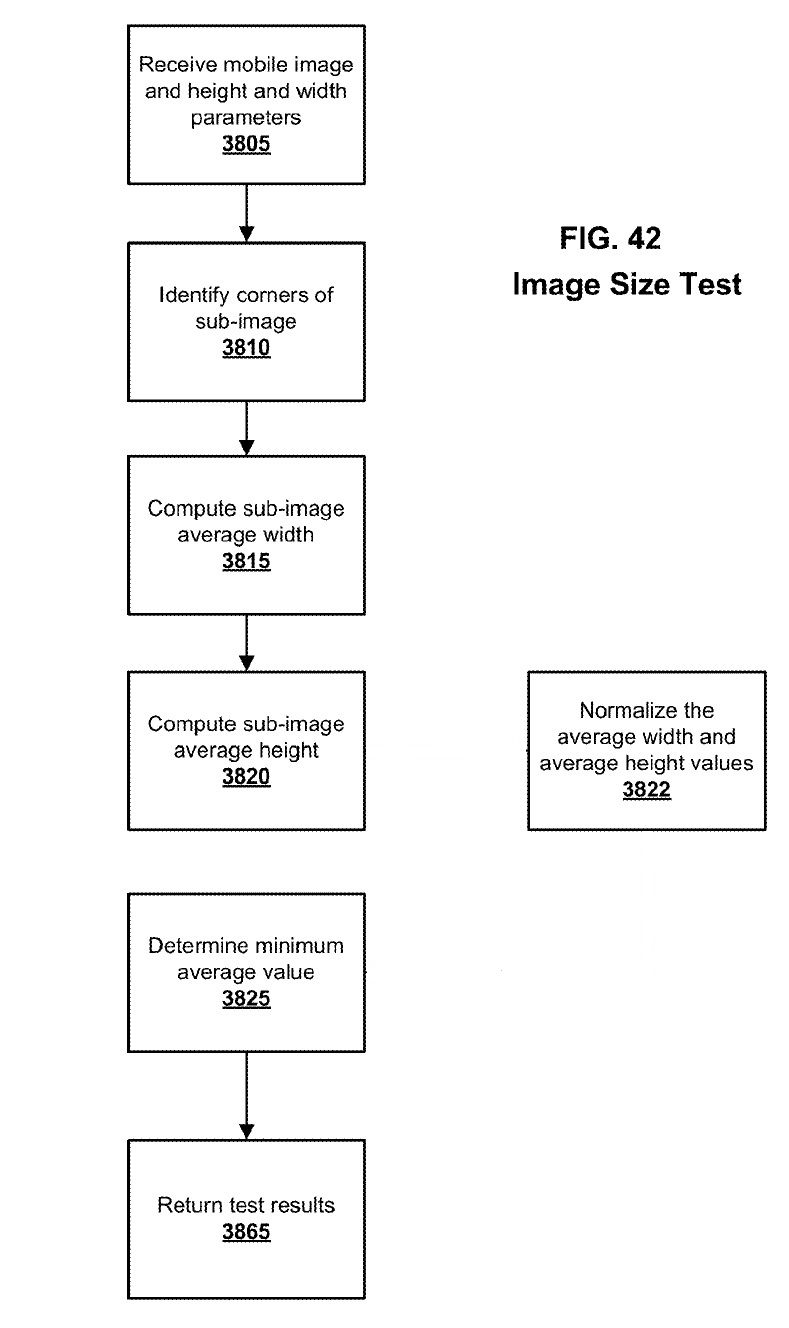 Receive mobile image
and height and width
parameters
3805
FIG. 42
Image Size Test
Identify corners of
sub-image
3810
Compute sub-image
average width
3815
Compute sub-image
average height
3820
Normalize the
average width and
average height values
3822
Determine minimum
average value
3825
Return test results
3865